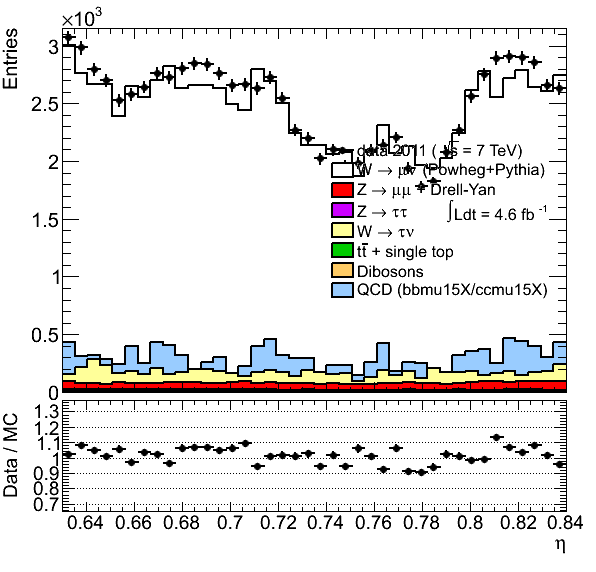 ×10³
Entries
3
2.5
2
1.5
1
0.5
0
data 2011 ( √s = 7 TeV)
W → μν (Powheg+Pythia)
Z → μμ + Drell-Yan
Z → ττ
∫Ldt = 4.6 fb⁻¹
W → τν
tt̄ + single top
Dibosons
QCD (bbmu15X/ccmu15X)
Data / MC
1.3
1.2
1.1
1
0.9
0.8
0.7
0.64 0.66 0.68 0.7 0.72 0.74 0.76 0.78 0.8 0.82 0.84
η